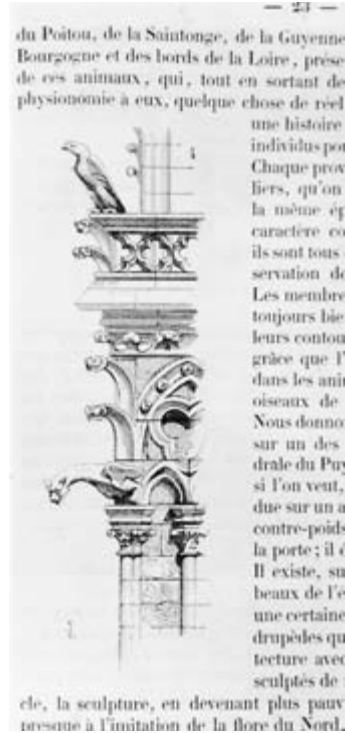 — 23 —
du Poitou, de la Saintonge, de la Guyenne
Bourgogne et des bords de la Loire, prése
de ces animaux, qui, tout en sortant de
physionomie à eux, quelque chose de réel
une histoire
individus pou
Chaque prov
liers, qu'on
la même ép
caractère co
ils sont tous
servation de
Les membre
toujours bie
leurs contou
grâce que l'
dans les ani
oiseaux de
Nous donno
sur un des
drale du Puy
si l'on veut,
due sur un a
contre-poids
la porte; il é
Il existe, su
beaux de l'é
une certaine
drupèdes qu
tecture avec
sculptés de
cle, la sculpture, en devenant plus pauv
presque à l'imitation de la flore du Nord,